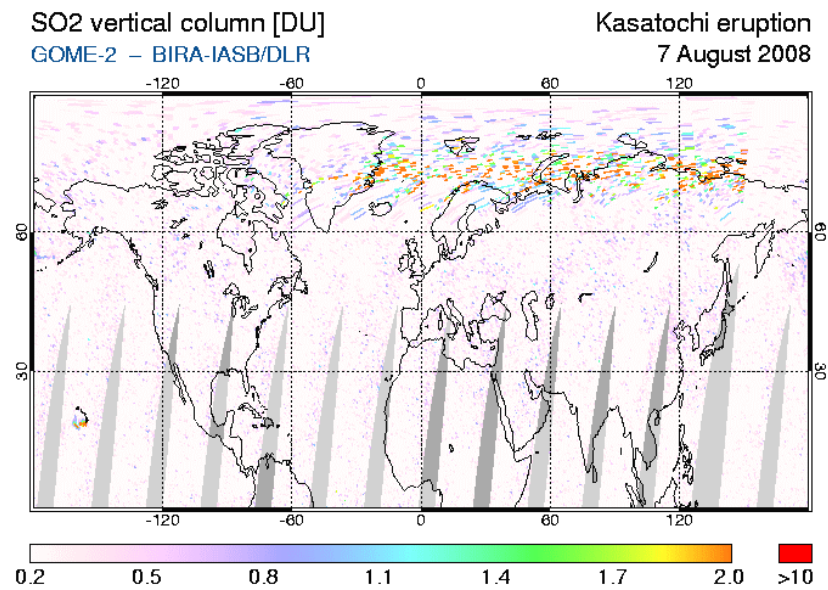 SO2 vertical column [DU]
Kasatochi eruption
GOME-2 – BIRA-IASB/DLR
7 August 2008
-120 -60 0 60 120
60 60
30 30
-120 -60 0 60 120
0.2 0.5 0.8 1.1 1.4 1.7 2.0 >10